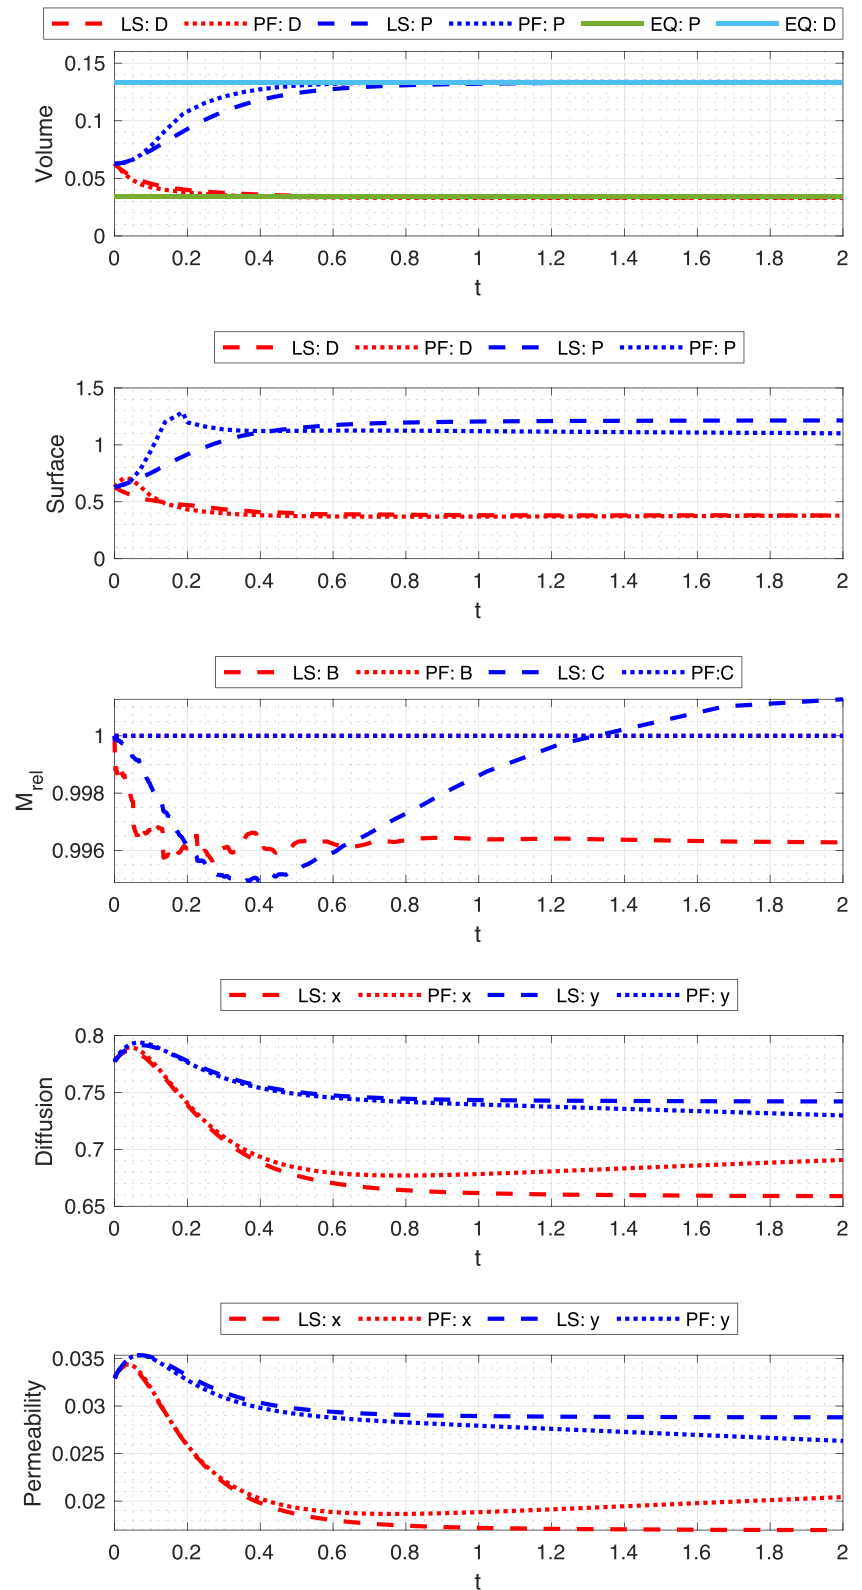 LS: D PF: D LS: P PF: P EQ: P EQ: D
0.15
0.1
0.05
0
Volume
0 0.2 0.4 0.6 0.8 1 1.2 1.4 1.6 1.8 2
t
LS: D PF: D LS: P PF: P
1.5
1
0.5
0
Surface
0 0.2 0.4 0.6 0.8 1 1.2 1.4 1.6 1.8 2
t
LS: B PF: B LS: C PF:C
1
0.998
0.996
M_rel
0 0.2 0.4 0.6 0.8 1 1.2 1.4 1.6 1.8 2
t
LS: x PF: x LS: y PF: y
0.8
0.75
0.7
0.65
Diffusion
0 0.2 0.4 0.6 0.8 1 1.2 1.4 1.6 1.8 2
t
LS: x PF: x LS: y PF: y
0.035
0.03
0.025
0.02
Permeability
0 0.2 0.4 0.6 0.8 1 1.2 1.4 1.6 1.8 2
t